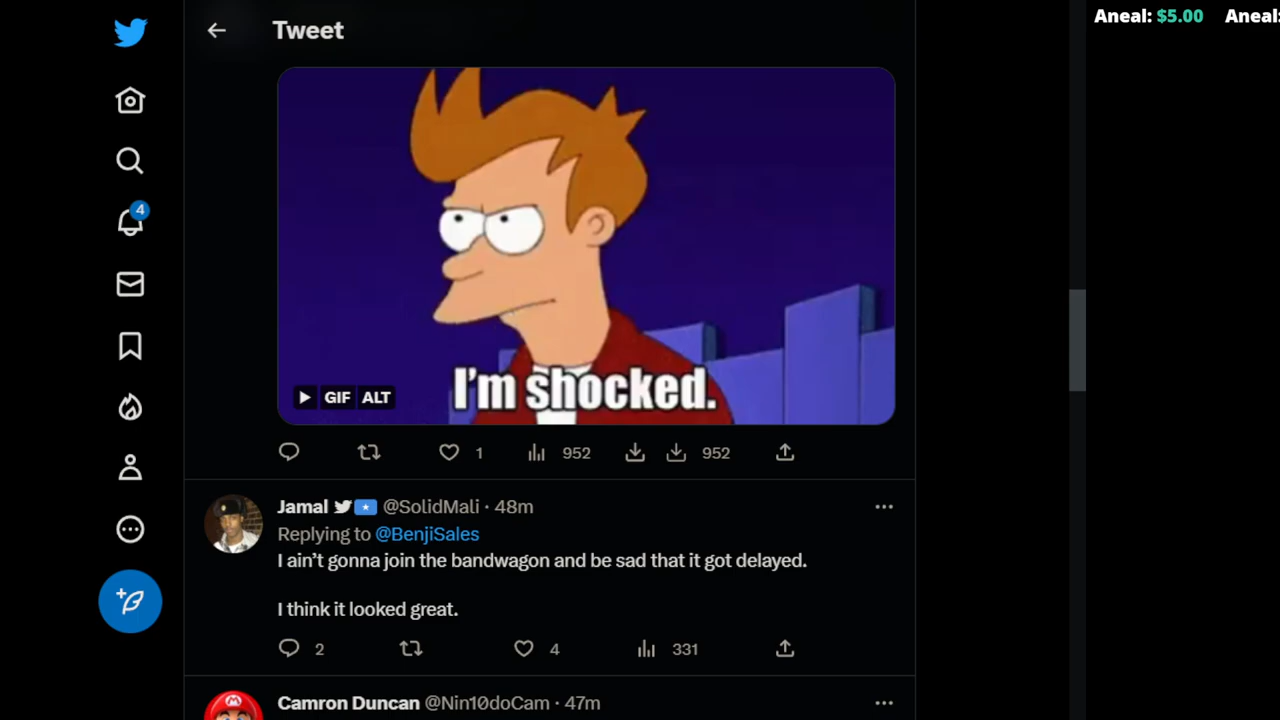 Aneal: $5.00 Aneal:
Tweet
4
I'm shocked.
GIF ALT
1 952 952
Jamal @SolidMali · 48m
Replying to @BenjiSales
I ain't gonna join the bandwagon and be sad that it got delayed.
I think it looked great.
2 4 331
Camron Duncan @Nin10doCam · 47m